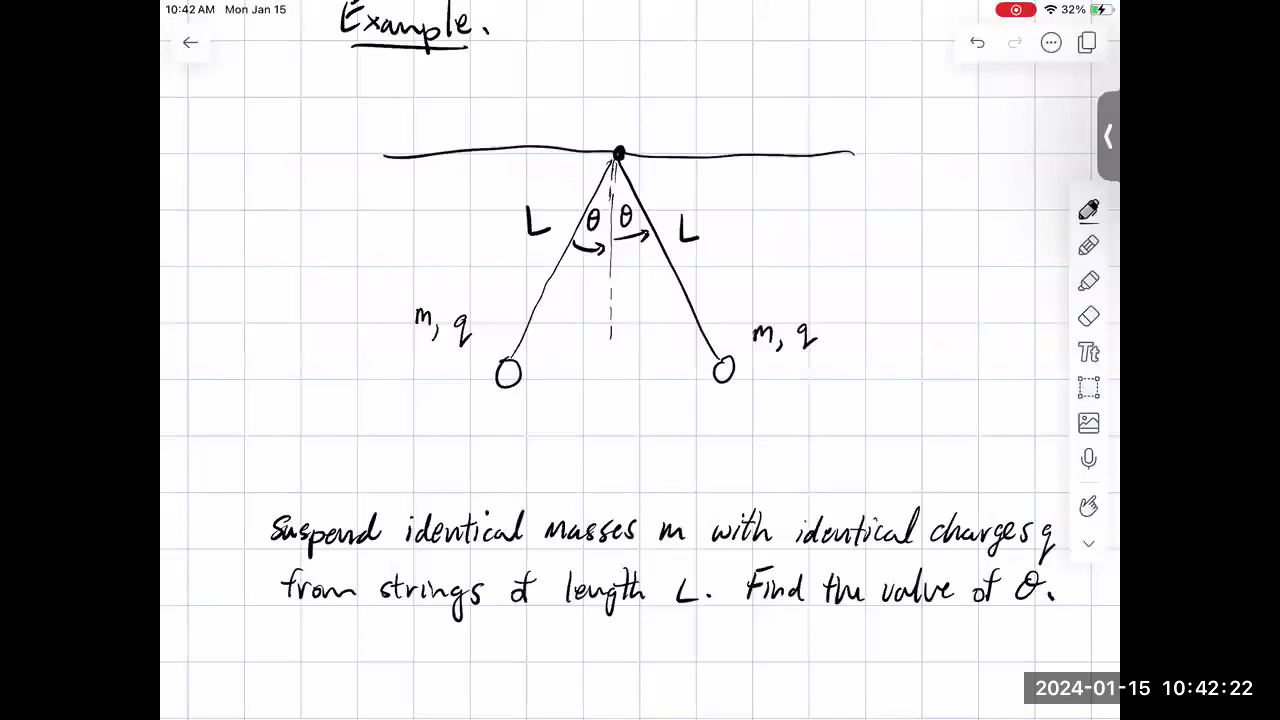 10:42 AM Mon Jan 15
32%
Example.
θ θ
L L
m, q
m, q
Tt
suspend identical masses m with identical charges q
from strings of length L. Find the value of θ.
2024-01-15 10:42:22